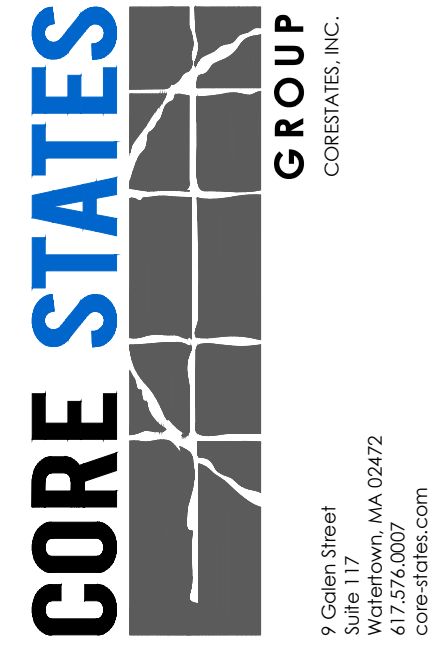 CORE STATES
GROUP
CORESTATES, INC.
9 Galen Street
Suite 117
Watertown, MA 02472
617.576.0007
core-states.com